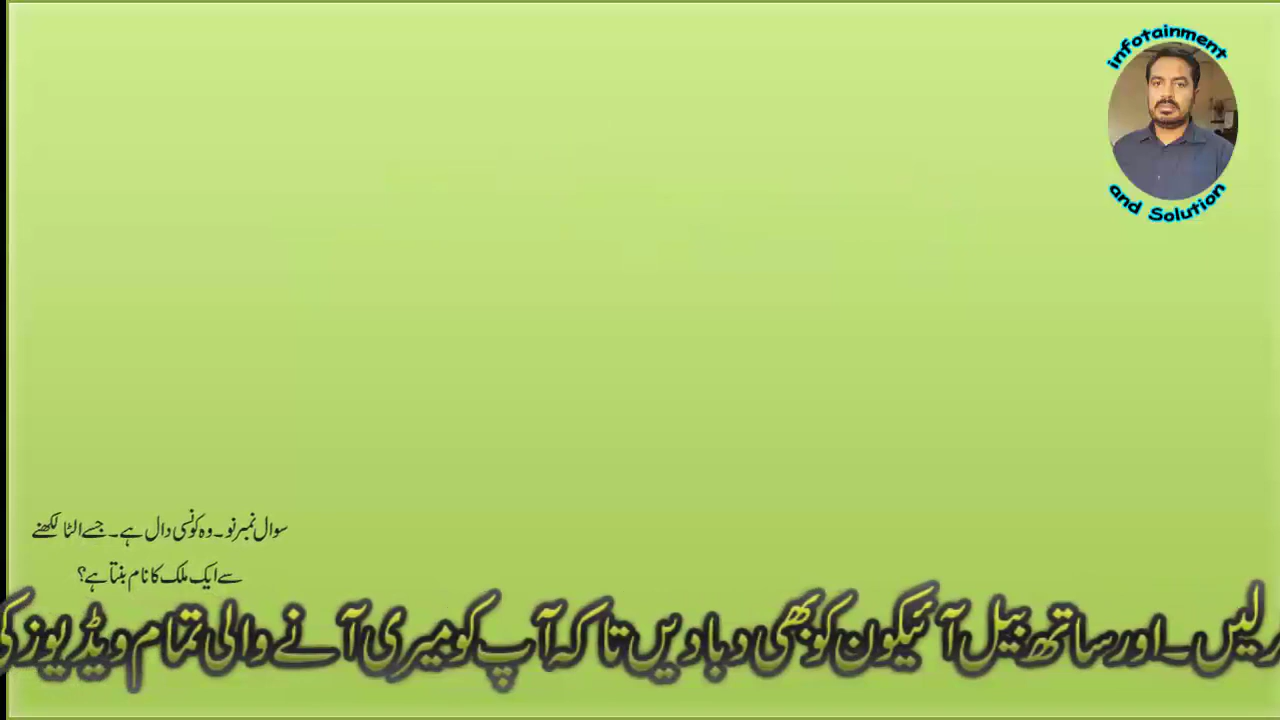 infotainment
and Solution
سوال نمبر نو۔ وہ کونسی دال ہے۔ جسے الٹا لکھنے
سے ایک ملک کا نام بنتا ہے؟
لیں۔ اور ساتھ بیل آئیکون کو بھی دبا دیں تا کہ آپ کو میری آنے والی تمام ویڈیوز کی